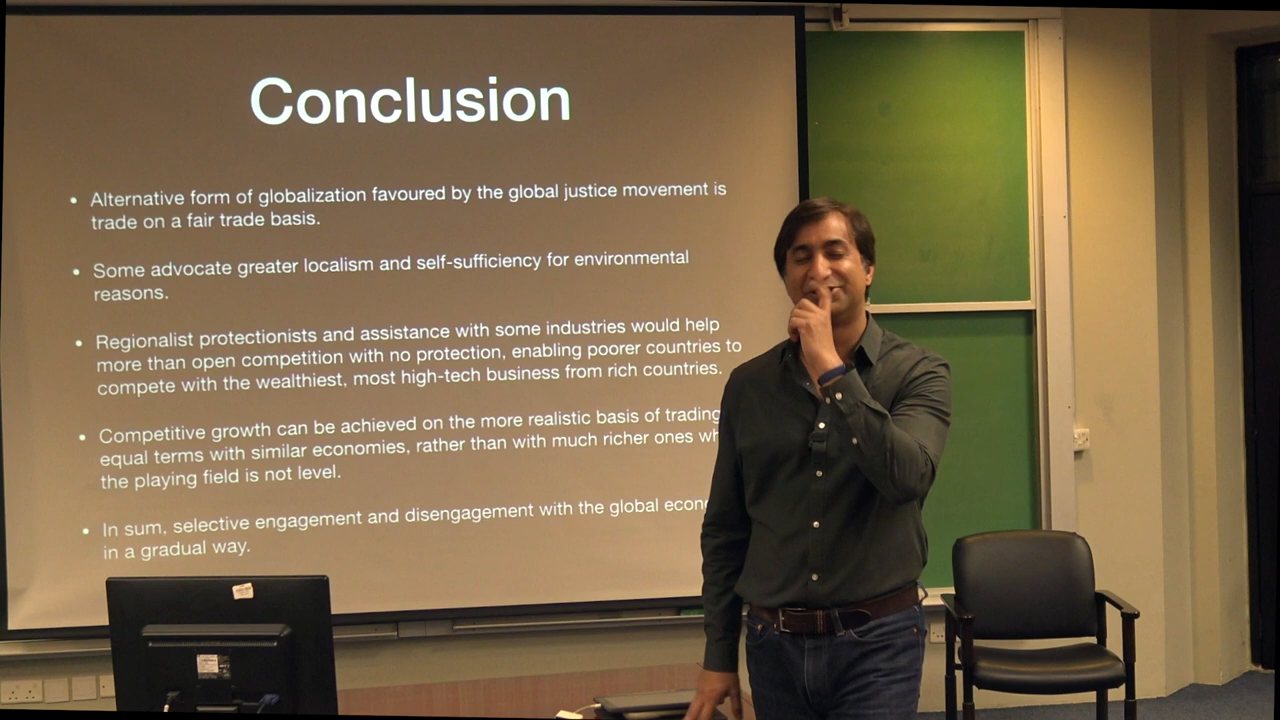 Conclusion
• Alternative form of globalization favoured by the global justice movement is
trade on a fair trade basis.
• Some advocate greater localism and self-sufficiency for environmental
reasons.
• Regionalist protectionists and assistance with some industries would help
more than open competition with no protection, enabling poorer countries to
compete with the wealthiest, most high-tech business from rich countries.
• Competitive growth can be achieved on the more realistic basis of trading
equal terms with similar economies, rather than with much richer ones
the playing field is not level.
• In sum, selective engagement and disengagement with the global
in a gradual way.